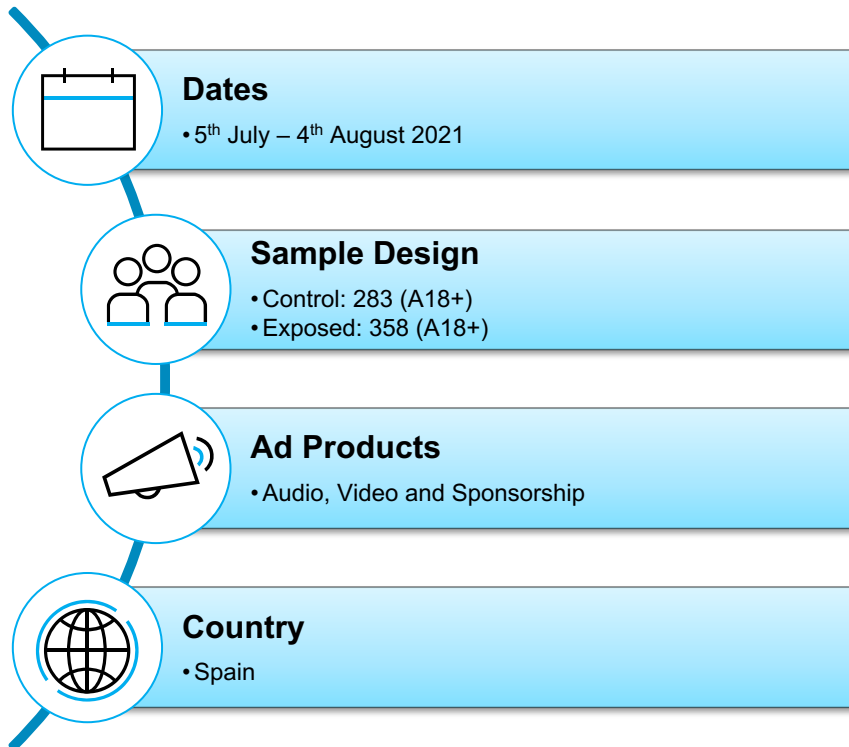 Dates
•5th July – 4th August 2021
Sample Design
•Control: 283 (A18+)
•Exposed: 358 (A18+)
Ad Products
•Audio, Video and Sponsorship
Country
•Spain